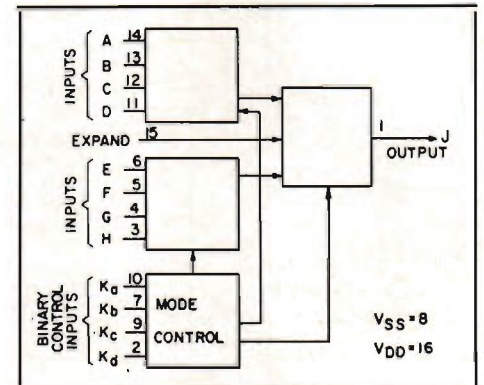 INPUTS
A 14
B 13
C 12
D 11
EXPAND 15
INPUTS
E 6
F 5
G 4
H 3
BINARY
CONTROL
INPUTS
Ka 10
Kb 7
Kc 9
Kd 2
MODE
CONTROL
1 J
OUTPUT
VSS=8
VDD=16